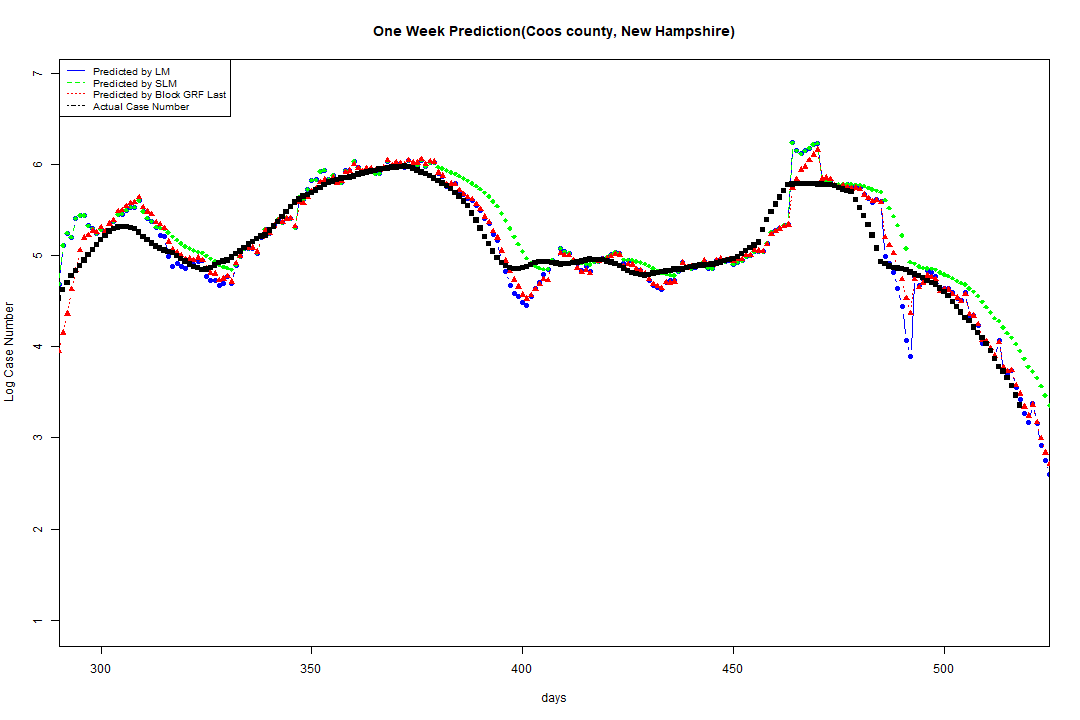 One Week Prediction(Coos county, New Hampshire)
Predicted by LM
Predicted by SLM
Predicted by Block GRF Last
Actual Case Number
Log Case Number
7
6
5
4
3
2
1
300 350 400 450 500
days